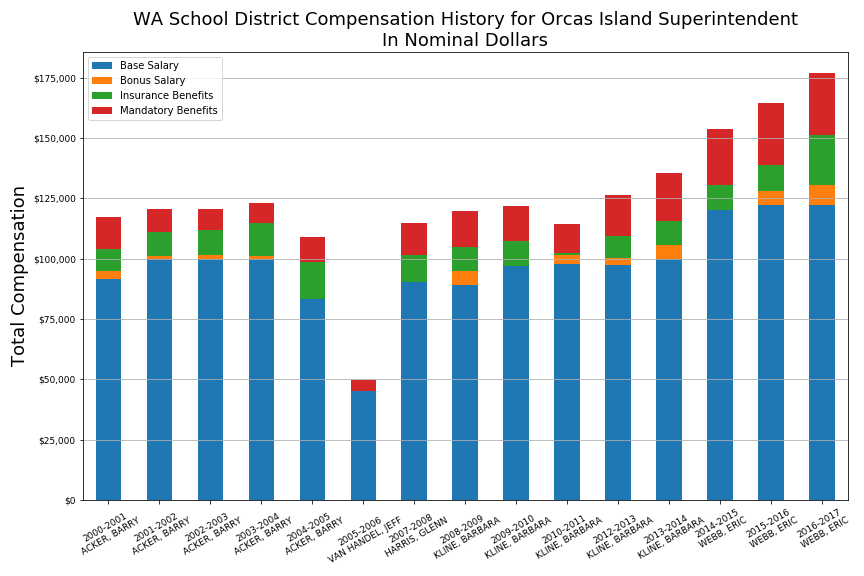 WA School District Compensation History for Orcas Island Superintendent
In Nominal Dollars
Base Salary
Bonus Salary
Insurance Benefits
Mandatory Benefits
Total Compensation
$175,000
$150,000
$125,000
$100,000
$75,000
$50,000
$25,000
$0
2000-2001
ACKER, BARRY
2001-2002
ACKER, BARRY
2002-2003
ACKER, BARRY
2003-2004
ACKER, BARRY
2004-2005
ACKER, BARRY
2005-2006
VAN HANDEL, JEFF
2007-2008
HARRIS, GLENN
2008-2009
KLINE, BARBARA
2009-2010
KLINE, BARBARA
2010-2011
KLINE, BARBARA
2012-2013
KLINE, BARBARA
2013-2014
KLINE, BARBARA
2014-2015
WEBB, ERIC
2015-2016
WEBB, ERIC
2016-2017
WEBB, ERIC